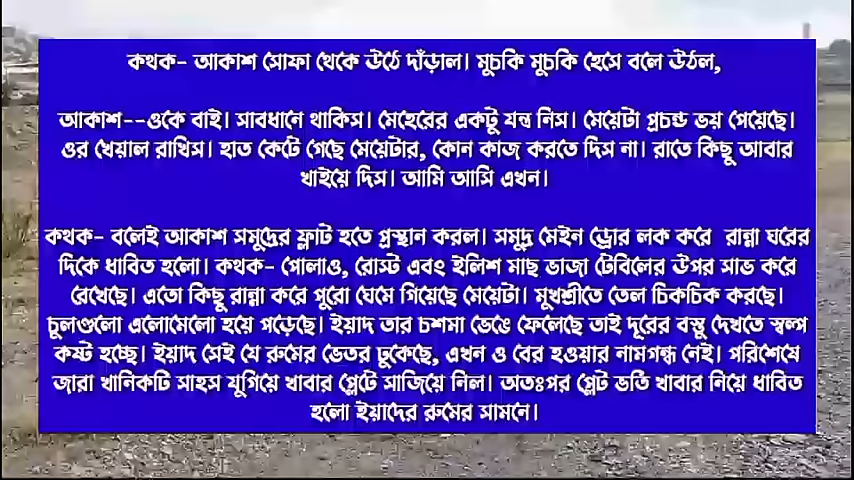 কথক- আকাশ সোফা থেকে উঠে দাঁড়াল। মুচকি মুচকি হেসে বলে উঠল,
আকাশ--ওকে বাই। সাবধানে থাকিস। মেহেরের একটু যত্ন নিস। মেয়েটা প্রচন্ড ভয় পেয়েছে।
ওর খেয়াল রাখিস। হাত কেটে গেছে মেয়েটার, কোন কাজ করতে দিস না। রাতে কিছু আবার
খাইয়ে দিস। আমি আসি এখন।
কথক- বলেই আকাশ সমুদ্রের ফ্লাট হতে প্রস্থান করল। সমুদ্র মেইন ড্রোর লক করে রান্না ঘরের
দিকে ধাবিত হলো। কথক- পোলাও, রোস্ট এবং ইলিশ মাছ ভাজা টেবিলের উপর সাভ করে
রেখেছে। এতো কিছু রান্না করে পুরো ঘেমে গিয়েছে মেয়েটা। মুখশ্রীতে তেল চিকচিক করছে।
চুলগুলো এলোমেলো হয়ে পড়েছে। ইয়াদ তার চশমা ভেঙে ফেলেছে তাই দূরের বস্তু দেখতে স্বল্প
কষ্ট হচ্ছে। ইয়াদ সেই যে রুমের ভেতর ঢুকেছে, এখন ও বের হওয়ার নামগন্ধ নেই। পরিশেষে
জারা খানিকটি সাহস যুগিয়ে খাবার প্লেটে সাজিয়ে নিল। অতঃপর প্লেট ভর্তি খাবার নিয়ে ধাবিত
হলো ইয়াদের রুমের সামনে।